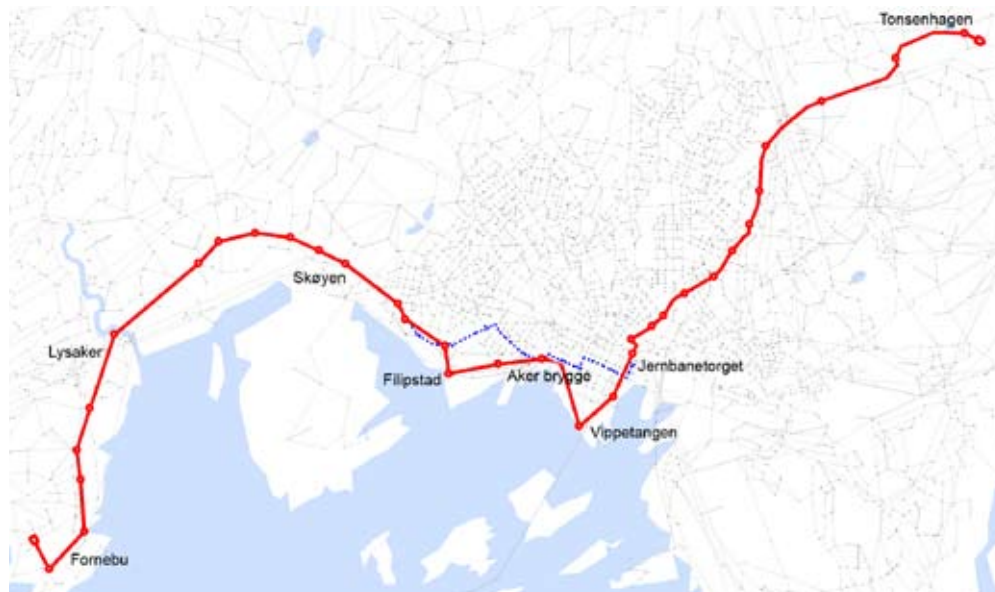 Tonsenhagen
Skøyen
Lysaker
Jernbanetorget
Filipstad
Aker brygge
Vippetangen
Fornebu